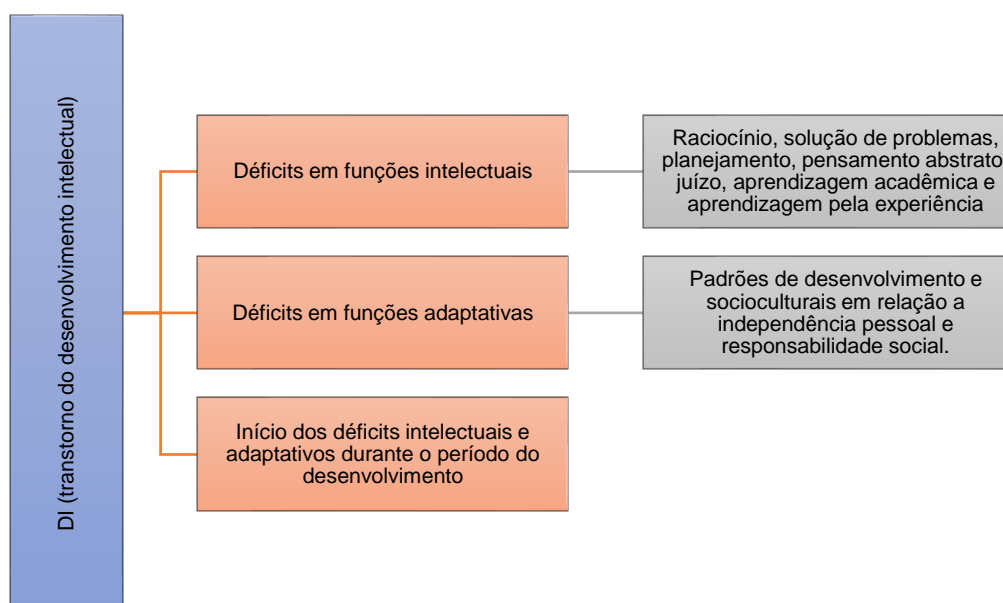 DI (transtorno do desenvolvimento intelectual)
Déficits em funções intelectuais
Raciocínio, solução de problemas,
planejamento, pensamento abstrato
juízo, aprendizagem acadêmica e
aprendizagem pela experiência
Déficits em funções adaptativas
Padrões de desenvolvimento e
socioculturais em relação a
independência pessoal e
responsabilidade social.
Início dos déficits intelectuais e
adaptativos durante o período do
desenvolvimento